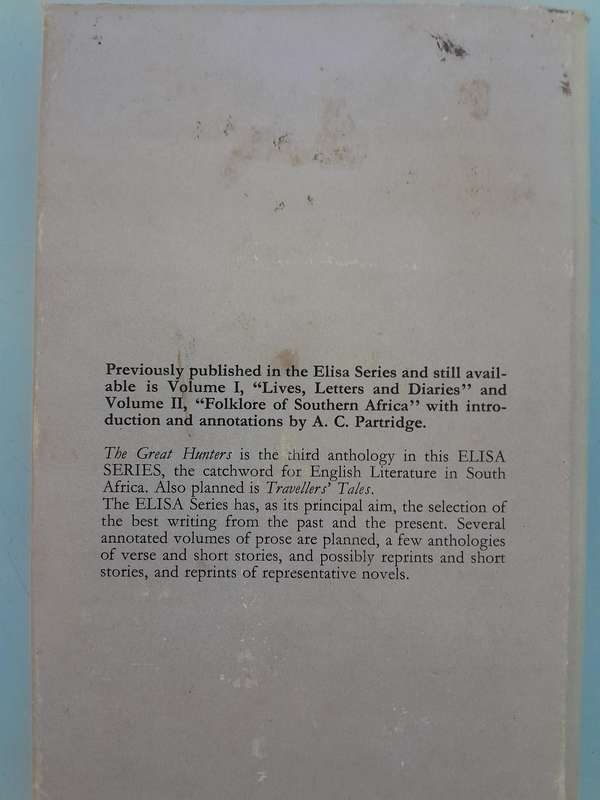 Previously published in the Elisa Series and still avail-
able is Volume I, “Lives, Letters and Diaries” and
Volume II, “Folklore of Southern Africa” with intro-
duction and annotations by A. C. Partridge.
The Great Hunters is the third anthology in this ELISA
SERIES, the catchword for English Literature in South
Africa. Also planned is Travellers’ Tales.
The ELISA Series has, as its principal aim, the selection of
the best writing from the past and the present. Several
annotated volumes of prose are planned, a few anthologies
of verse and short stories, and possibly reprints and short
stories, and reprints of representative novels.